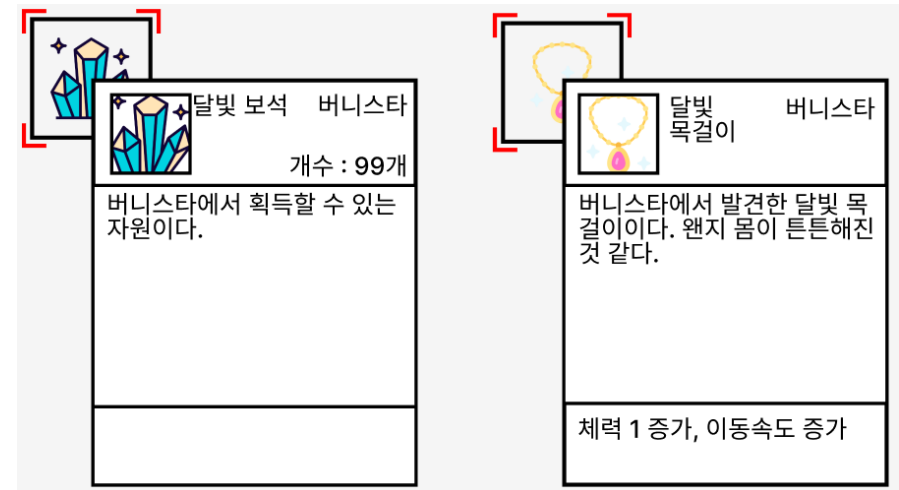 달빛 보석 버니스타
개수 : 99개
버니스타에서 획득할 수 있는
자원이다.
달빛 버니스타
목걸이
버니스타에서 발견한 달빛 목
걸이이다. 왠지 몸이 튼튼해진
것 같다.
체력 1 증가, 이동속도 증가